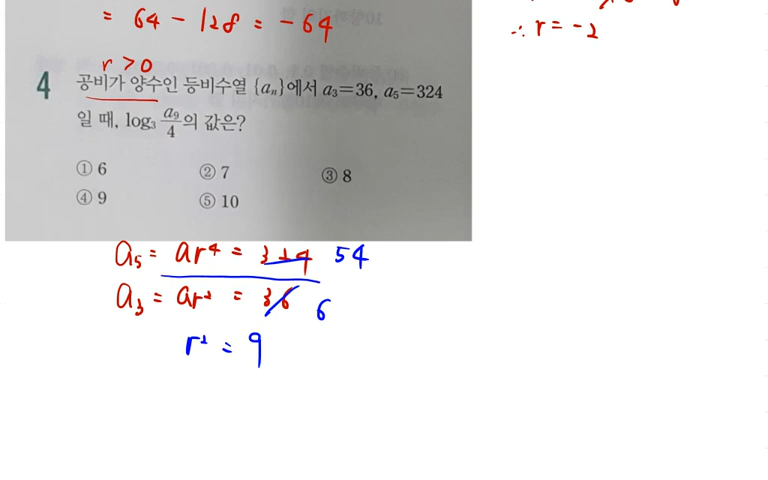 = 64 - 128 = - 64
∴ r = -2
r > 0
4 공비가 양수인 등비수열 {aₙ}에서 a₃=36, a₅=324
일 때, log₃ a₉/4 의 값은?
① 6 ② 7 ③ 8
④ 9 ⑤ 10
a₅ = ar⁴ = 324 54
a₃ = ar² = 36 6
r² = 9